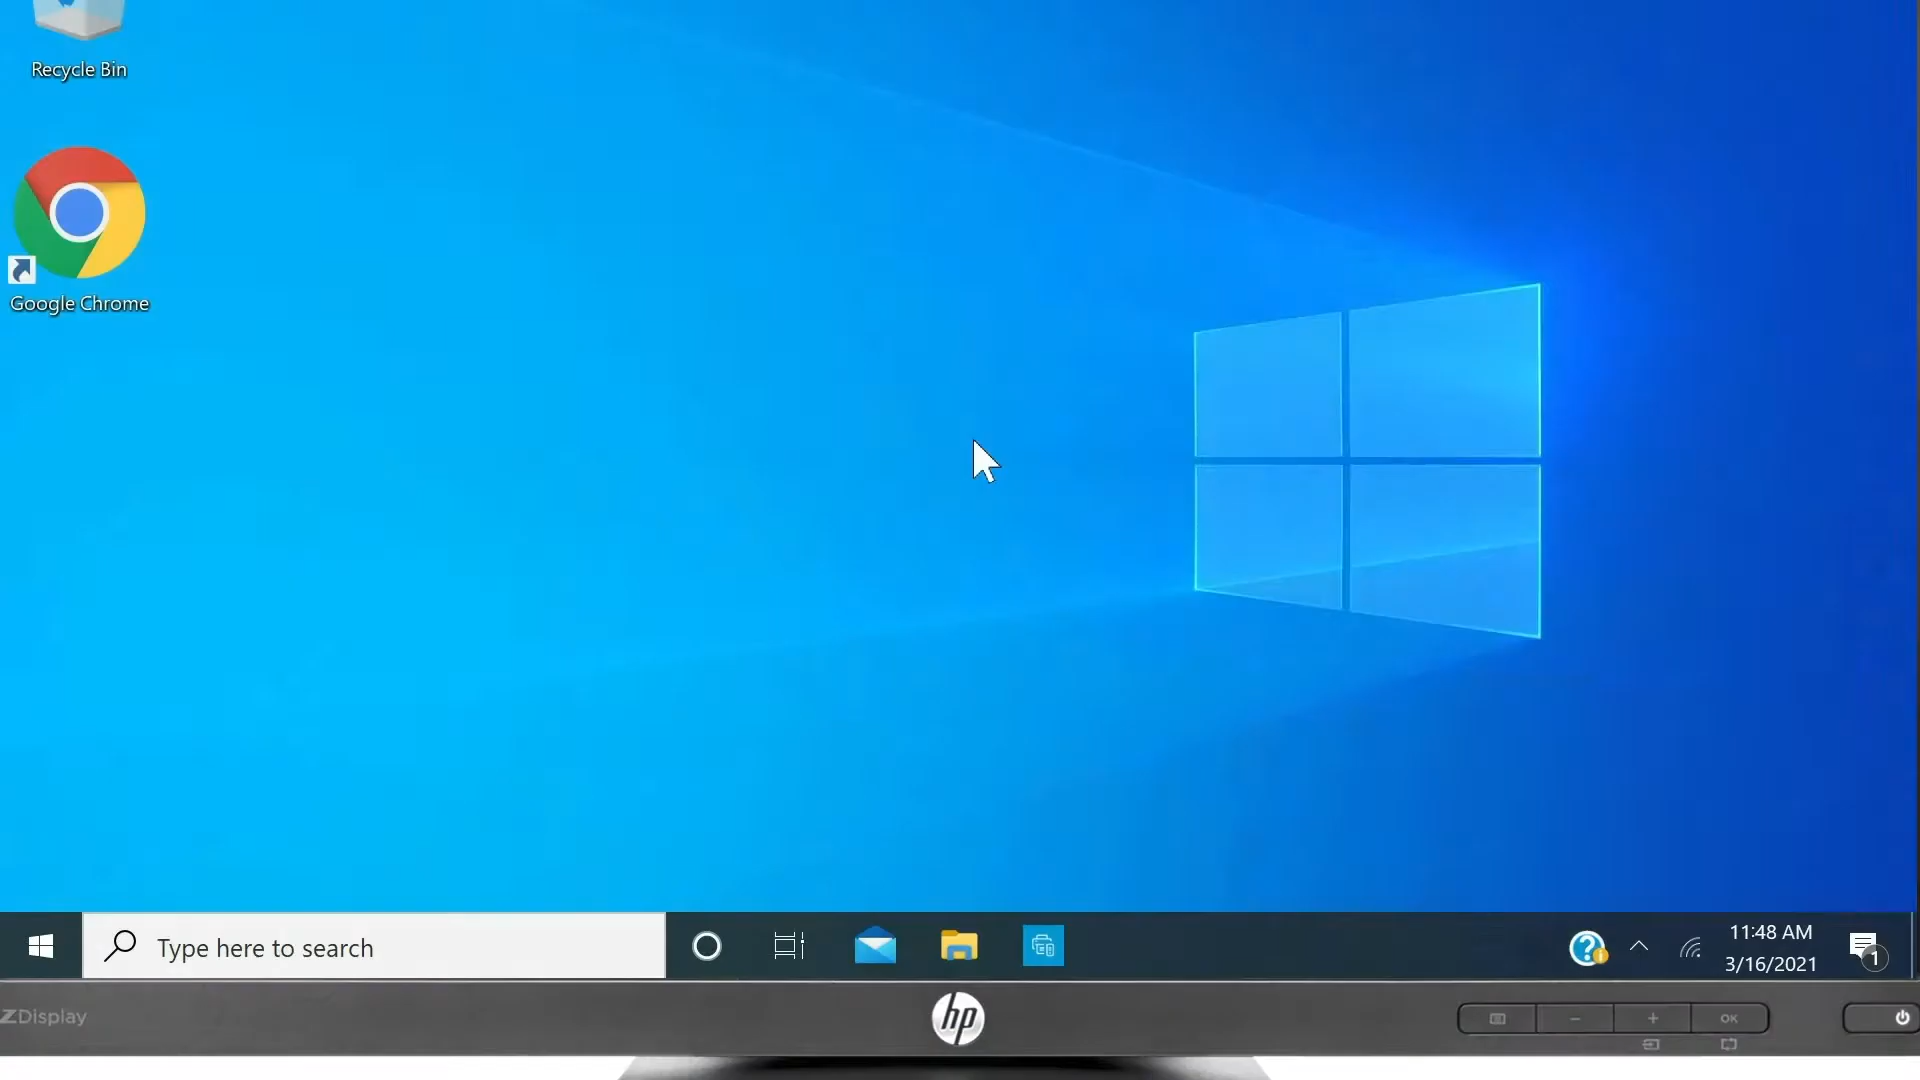 Recycle Bin
Google Chrome
Type here to search
11:48 AM
3/16/2021
1
ZDisplay
hp
OK